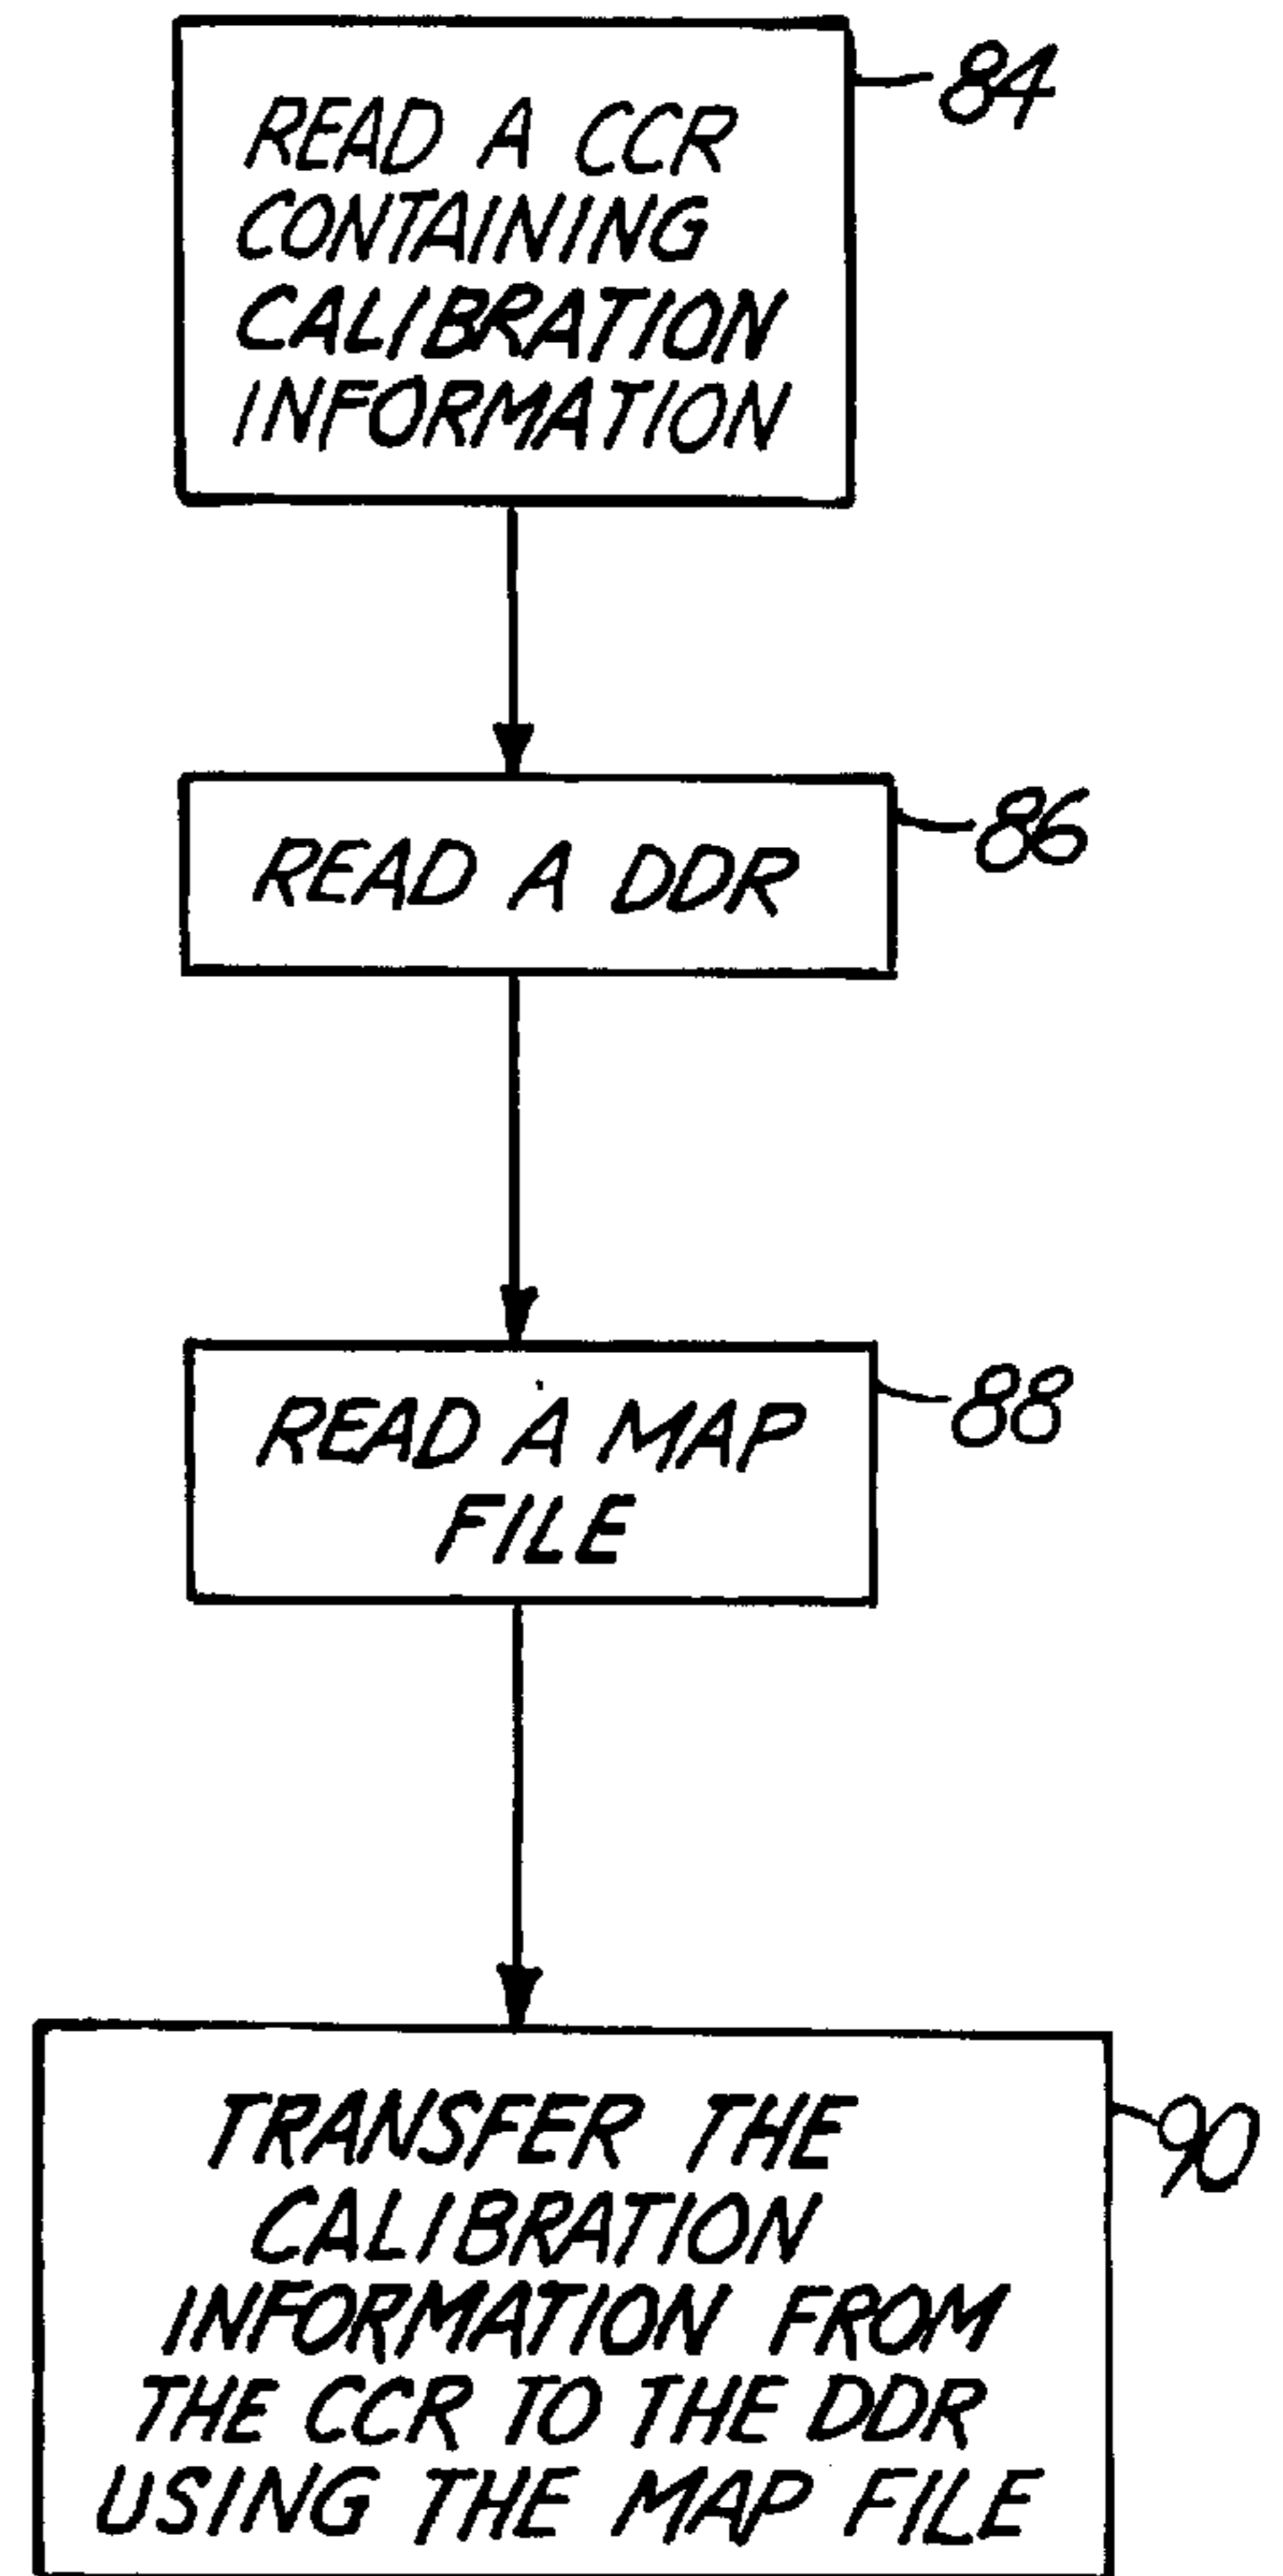 READ A CCR
CONTAINING
CALIBRATION
INFORMATION
84
READ A DDR
86
READ A MAP
FILE
88
TRANSFER THE
CALIBRATION
INFORMATION FROM
THE CCR TO THE DDR
USING THE MAP FILE
90